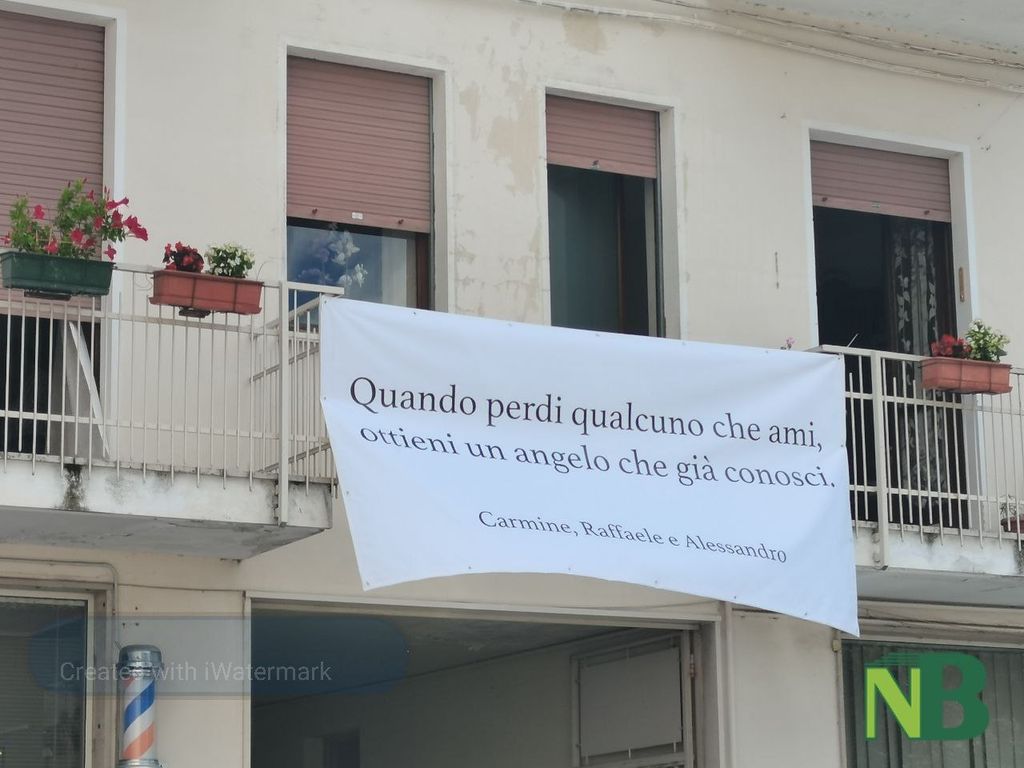 Quando perdi qualcuno che ami,
ottieni un angelo che già conosci.
Carmine, Raffaele e Alessandro
Created with iWatermark
NB